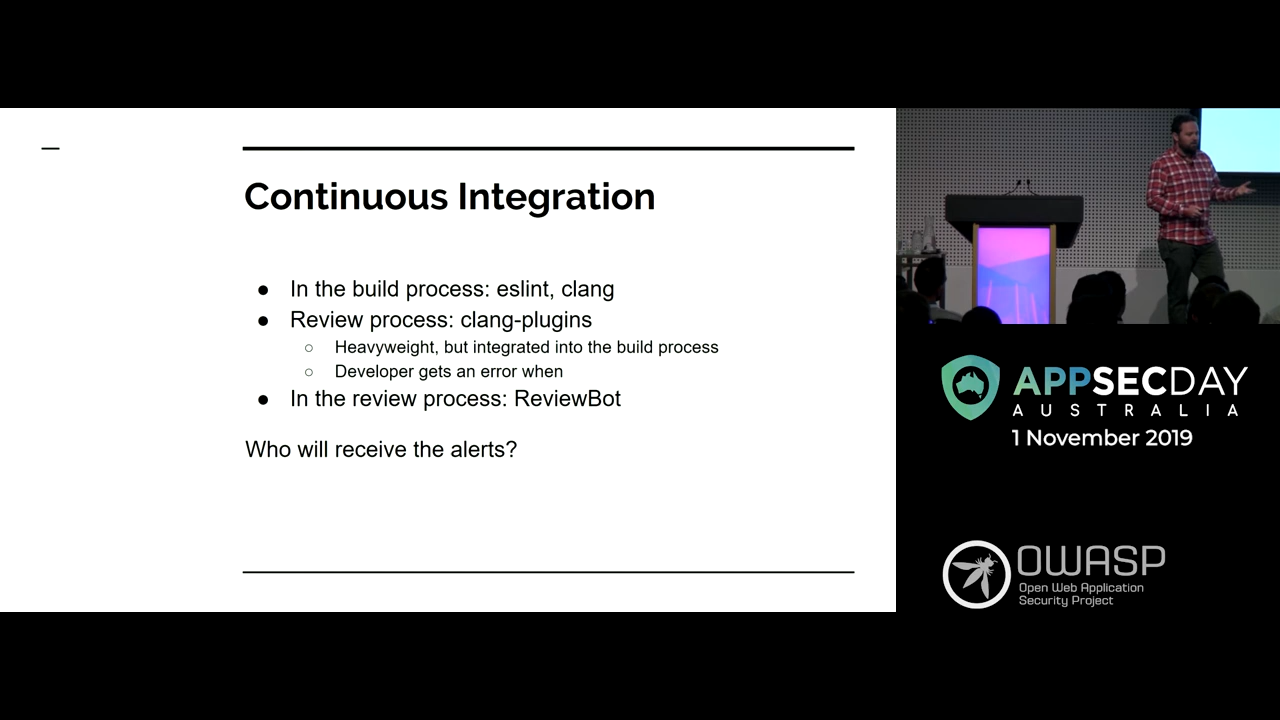 Continuous Integration
● In the build process: eslint, clang
● Review process: clang-plugins
○ Heavyweight, but integrated into the build process
○ Developer gets an error when
● In the review process: ReviewBot
Who will receive the alerts?
APPSECDAY
AUSTRALIA
1 November 2019
OWASP
Open Web Application
Security Project